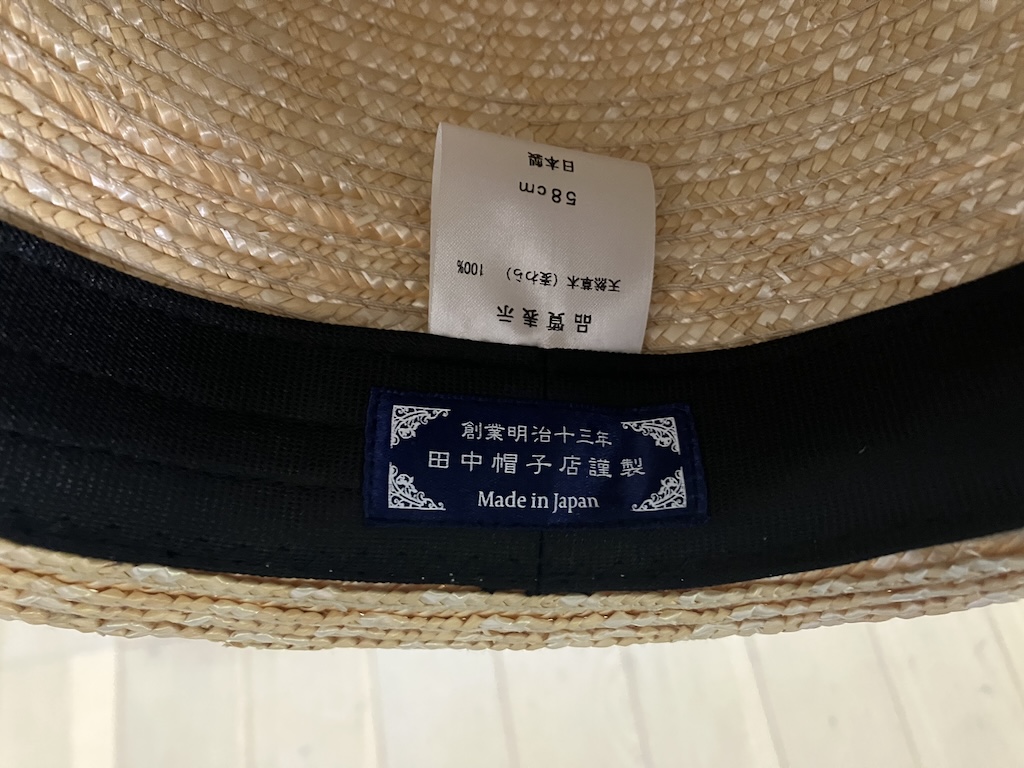 品質表示
天然草木(麦わら) 100%
58cm
日本製
創業明治十三年
田中帽子店謹製
Made in Japan